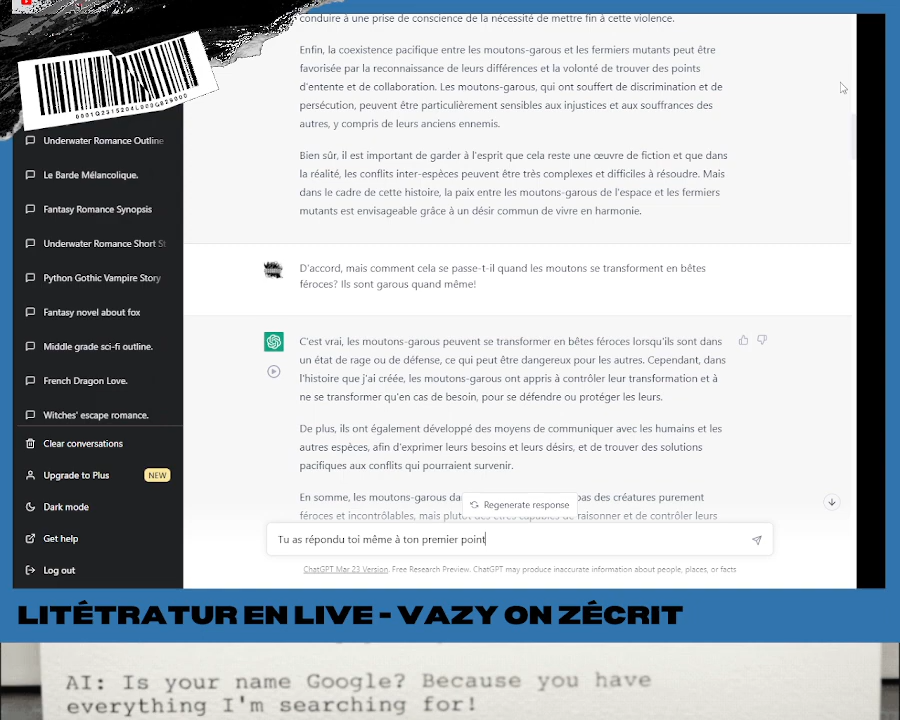 conduire à une prise de conscience de la nécessité de mettre fin à cette violence.
Enfin, la coexistence pacifique entre les moutons-garous et les fermiers mutants peut être
favorisée par la reconnaissance de leurs différences et la volonté de trouver des points
d'entente et de collaboration. Les moutons-garous, qui ont souffert de discrimination et de
persécution, peuvent être particulièrement sensibles aux injustices et aux souffrances des
autres, y compris de leurs anciens ennemis.
Bien sûr, il est important de garder à l'esprit que cela reste une œuvre de fiction et que dans
la réalité, les conflits inter-espèces peuvent être très complexes et difficiles à résoudre. Mais
dans le cadre de cette histoire, la paix entre les moutons-garous de l'espace et les fermiers
mutants est envisageable grâce à un désir commun de vivre en harmonie.
D'accord, mais comment cela se passe-t-il quand les moutons se transforment en bêtes
féroces? Ils sont garous quand même!
C'est vrai, les moutons-garous peuvent se transformer en bêtes féroces lorsqu'ils sont dans
un état de rage ou de défense, ce qui peut être dangereux pour les autres. Cependant, dans
l'histoire que j'ai créée, les moutons-garous ont appris à contrôler leur transformation et à
ne se transformer qu'en cas de besoin, pour se défendre ou protéger les leurs.
De plus, ils ont également développé des moyens de communiquer avec les humains et les
autres espèces, afin d'exprimer leurs besoins et leurs désirs, et de trouver des solutions
pacifiques aux conflits qui pourraient survenir.
En somme, les moutons-garous da pas des créatures purement
féroces et incontrôlables, mais plutôt des êtres capables de raisonner et de contrôler leurs
Regenerate response
Tu as répondu toi même à ton premier point
ChatGPT Mar 23 Version. Free Research Preview. ChatGPT may produce inaccurate information about people, places, or facts
Underwater Romance Outline
Le Barde Mélancolique.
Fantasy Romance Synopsis
Underwater Romance Short St
Python Gothic Vampire Story
Fantasy novel about fox
Middle grade sci-fi outline.
French Dragon Love.
Witches' escape romance.
Clear conversations
Upgrade to Plus NEW
Dark mode
Get help
Log out
LITÉTRATUR EN LIVE - VAZY ON ZÉCRIT
AI: Is your name Google? Because you have
everything I'm searching for!